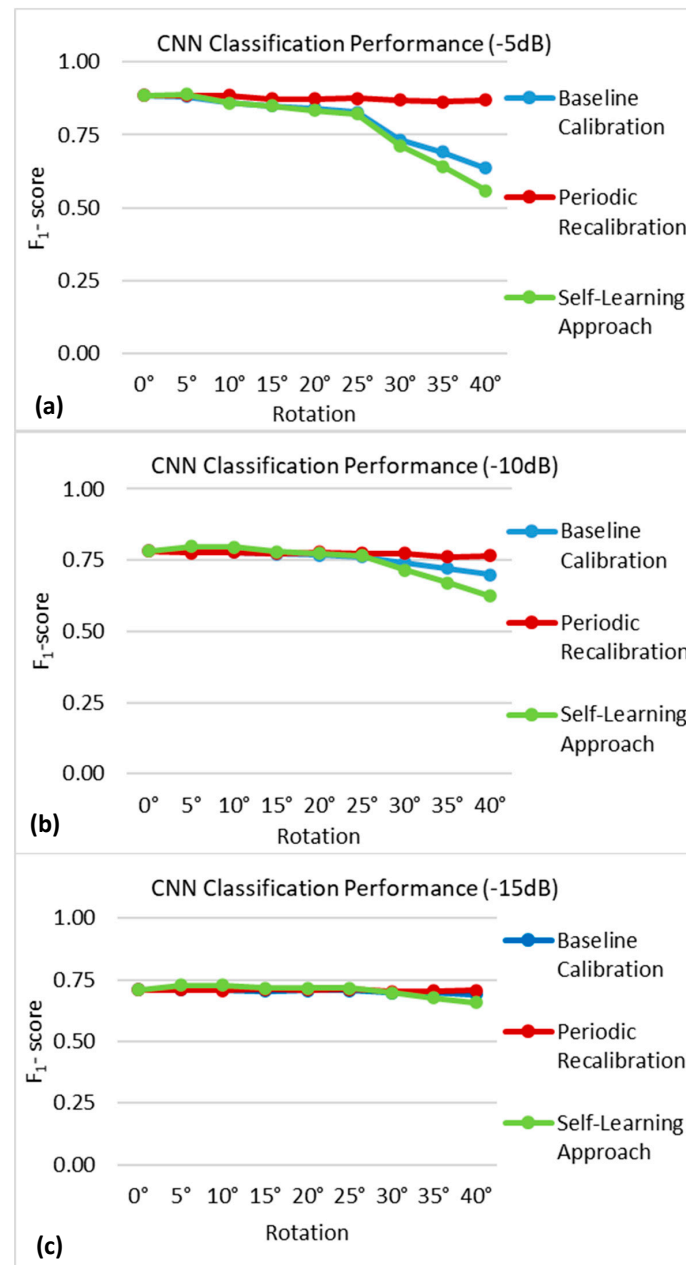 CNN Classification Performance (-5dB)
1.00
0.75
0.50
0.25
0.00
F1- score
0° 5° 10° 15° 20° 25° 30° 35° 40°
Rotation
Baseline
Calibration
Periodic
Recalibration
Self-Learning
Approach
(a)
CNN Classification Performance (-10dB)
1.00
0.75
0.50
0.25
0.00
F1-score
0° 5° 10° 15° 20° 25° 30° 35° 40°
Rotation
Baseline
Calibration
Periodic
Recalibration
Self-Learning
Approach
(b)
CNN Classification Performance (-15dB)
1.00
0.75
0.50
0.25
0.00
F1- score
0° 5° 10° 15° 20° 25° 30° 35° 40°
Rotation
Baseline
Calibration
Periodic
Recalibration
Self-Learning
Approach
(c)